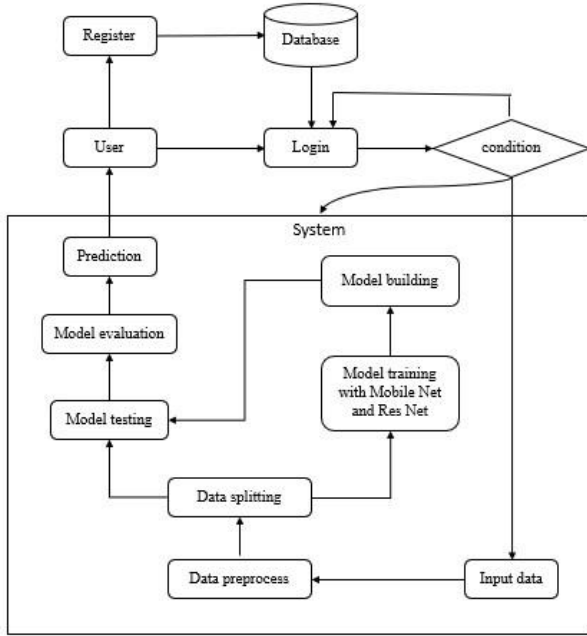 Register
Database
User
Login
condition
System
Prediction
Model building
Model evaluation
Model training
with Mobile Net
and Res Net
Model testing
Data splitting
Data preprocess
Input data